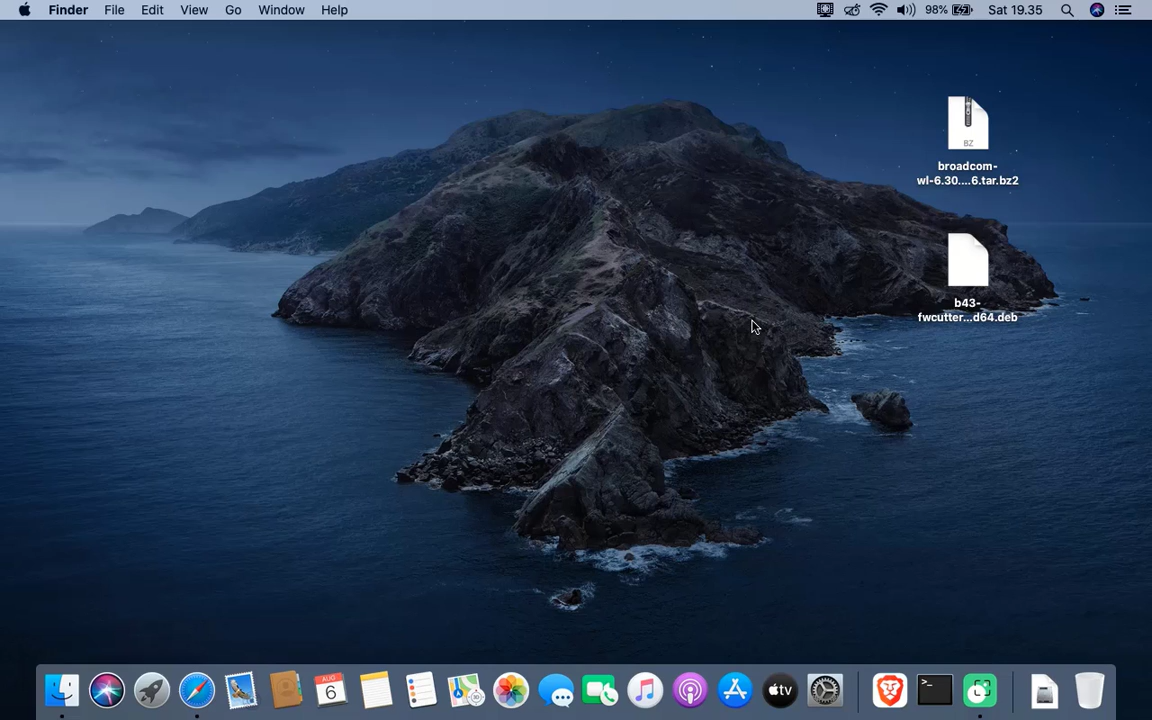 Finder File Edit View Go Window Help 98% Sat 19.35
BZ
broadcom-
wl-6.30....6.tar.bz2
b43-
fwcutter...d64.deb
AUG
6
tv
>_